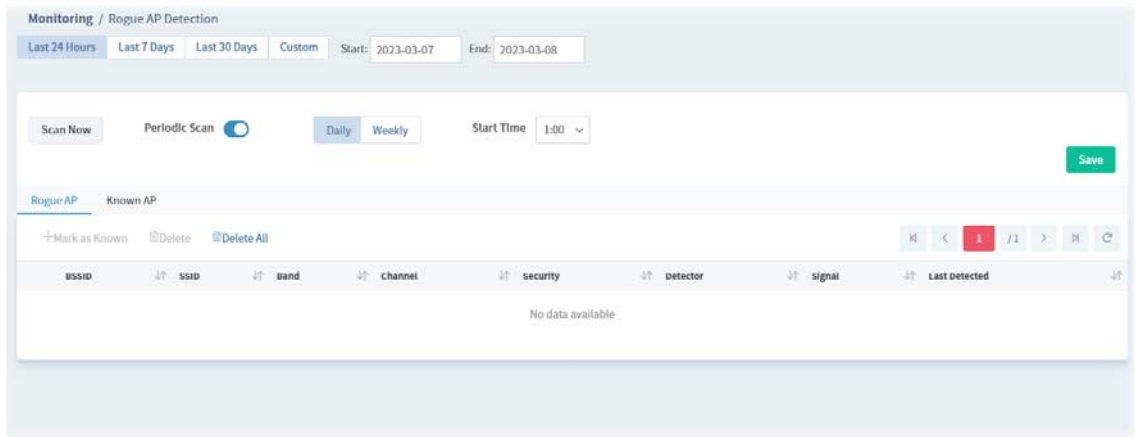 Monitoring / Rogue AP Detection
Last 24 Hours Last 7 Days Last 30 Days Custom Start: 2023-03-07 End: 2023-03-08
Scan Now Periodic Scan Daily Weekly Start Time 1:00
Save
Rogue AP Known AP
+Mark as Known Delete Delete All 1 /1
BSSID SSID Band Channel Security Detector Signal Last Detected
No data available